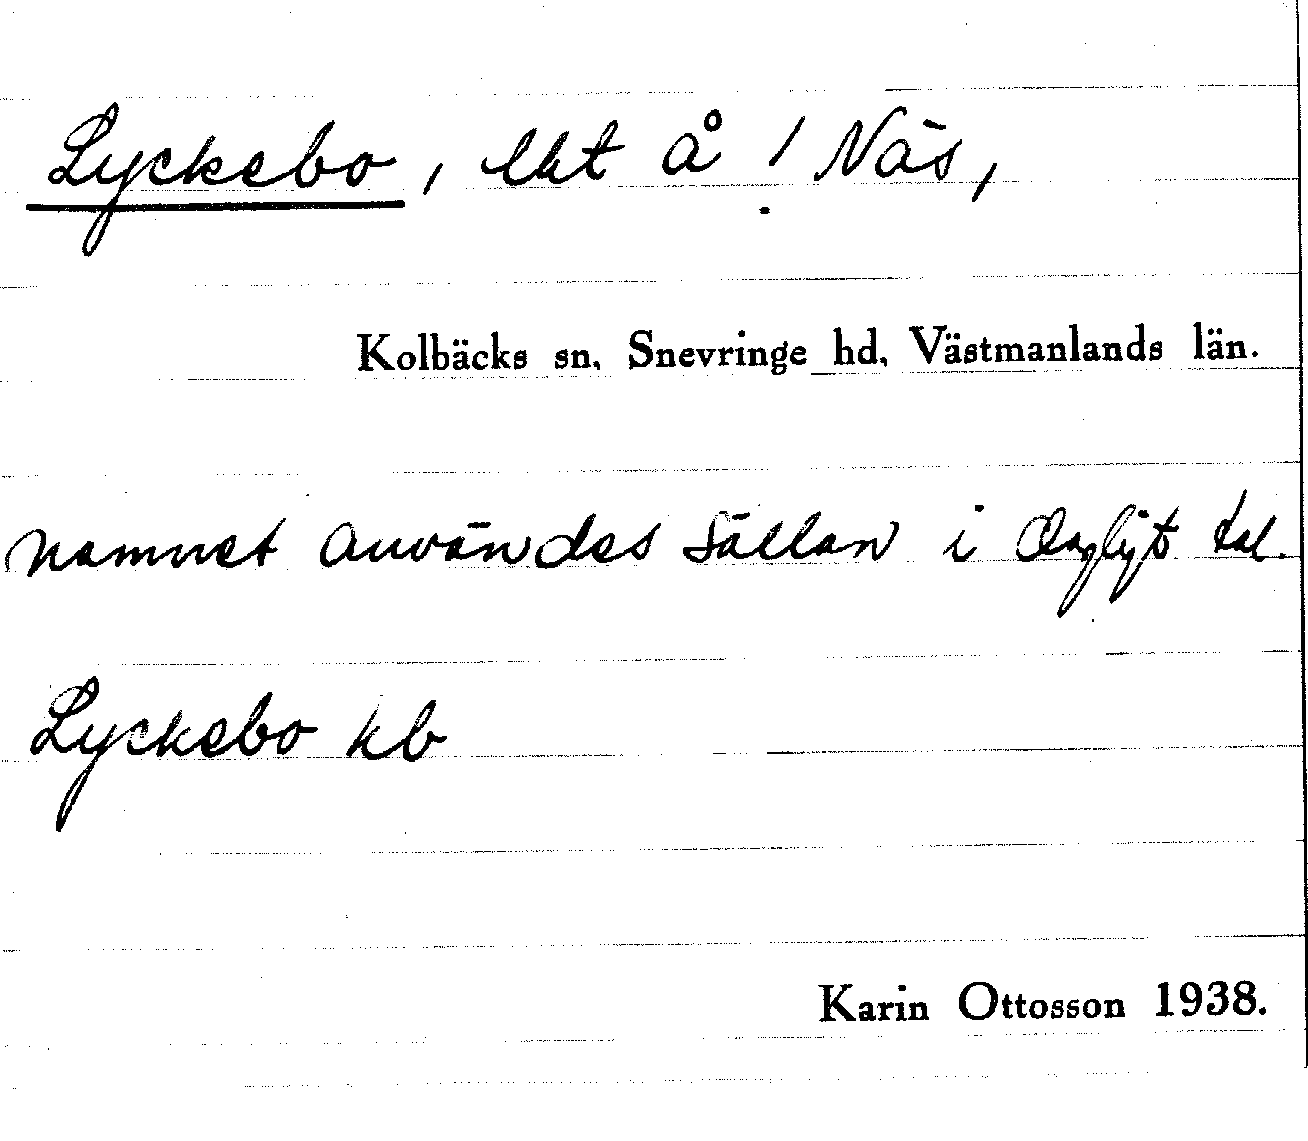 Lyckebo, lht å 1 Näs,
Kolbäcks sn, Snevringe hd, Västmanlands län.
namnet användes sällan i dagligt tal.
Lyckebo kb
Karin Ottosson 1938.